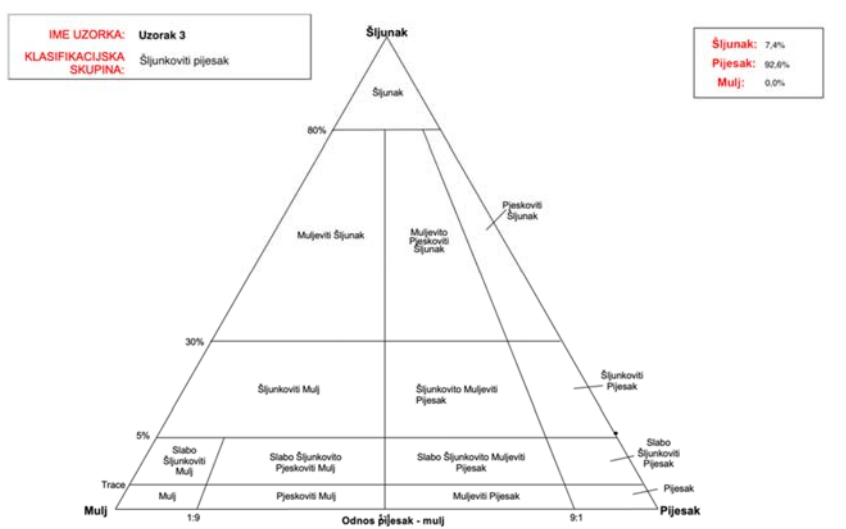 IME UZORKA: Uzorak 3
KLASIFIKACIJSKA
SKUPINA: Šljunkoviti pijesak
Šljunak
Šljunak: 7,4%
Pijesak: 92,6%
Mulj: 0,0%
Šljunak
80%
Pjeskoviti
Šljunak
Muljeviti Šljunak
Muljevito
Pjeskoviti
Šljunak
30%
Šljunkoviti
Pijesak
Šljunkoviti Mulj
Šljunkovito Muljeviti
Pijesak
5%
Slabo
Šljunkoviti
Mulj
Slabo Šljunkovito
Pjeskoviti Mulj
Slabo Šljunkovito Muljeviti
Pijesak
Slabo
Šljunkoviti
Pijesak
Trace
Mulj
Pjeskoviti Mulj
Muljeviti Pijesak
Pijesak
Mulj
Pijesak
1:9
1:1
9:1
Odnos pijesak - mulj